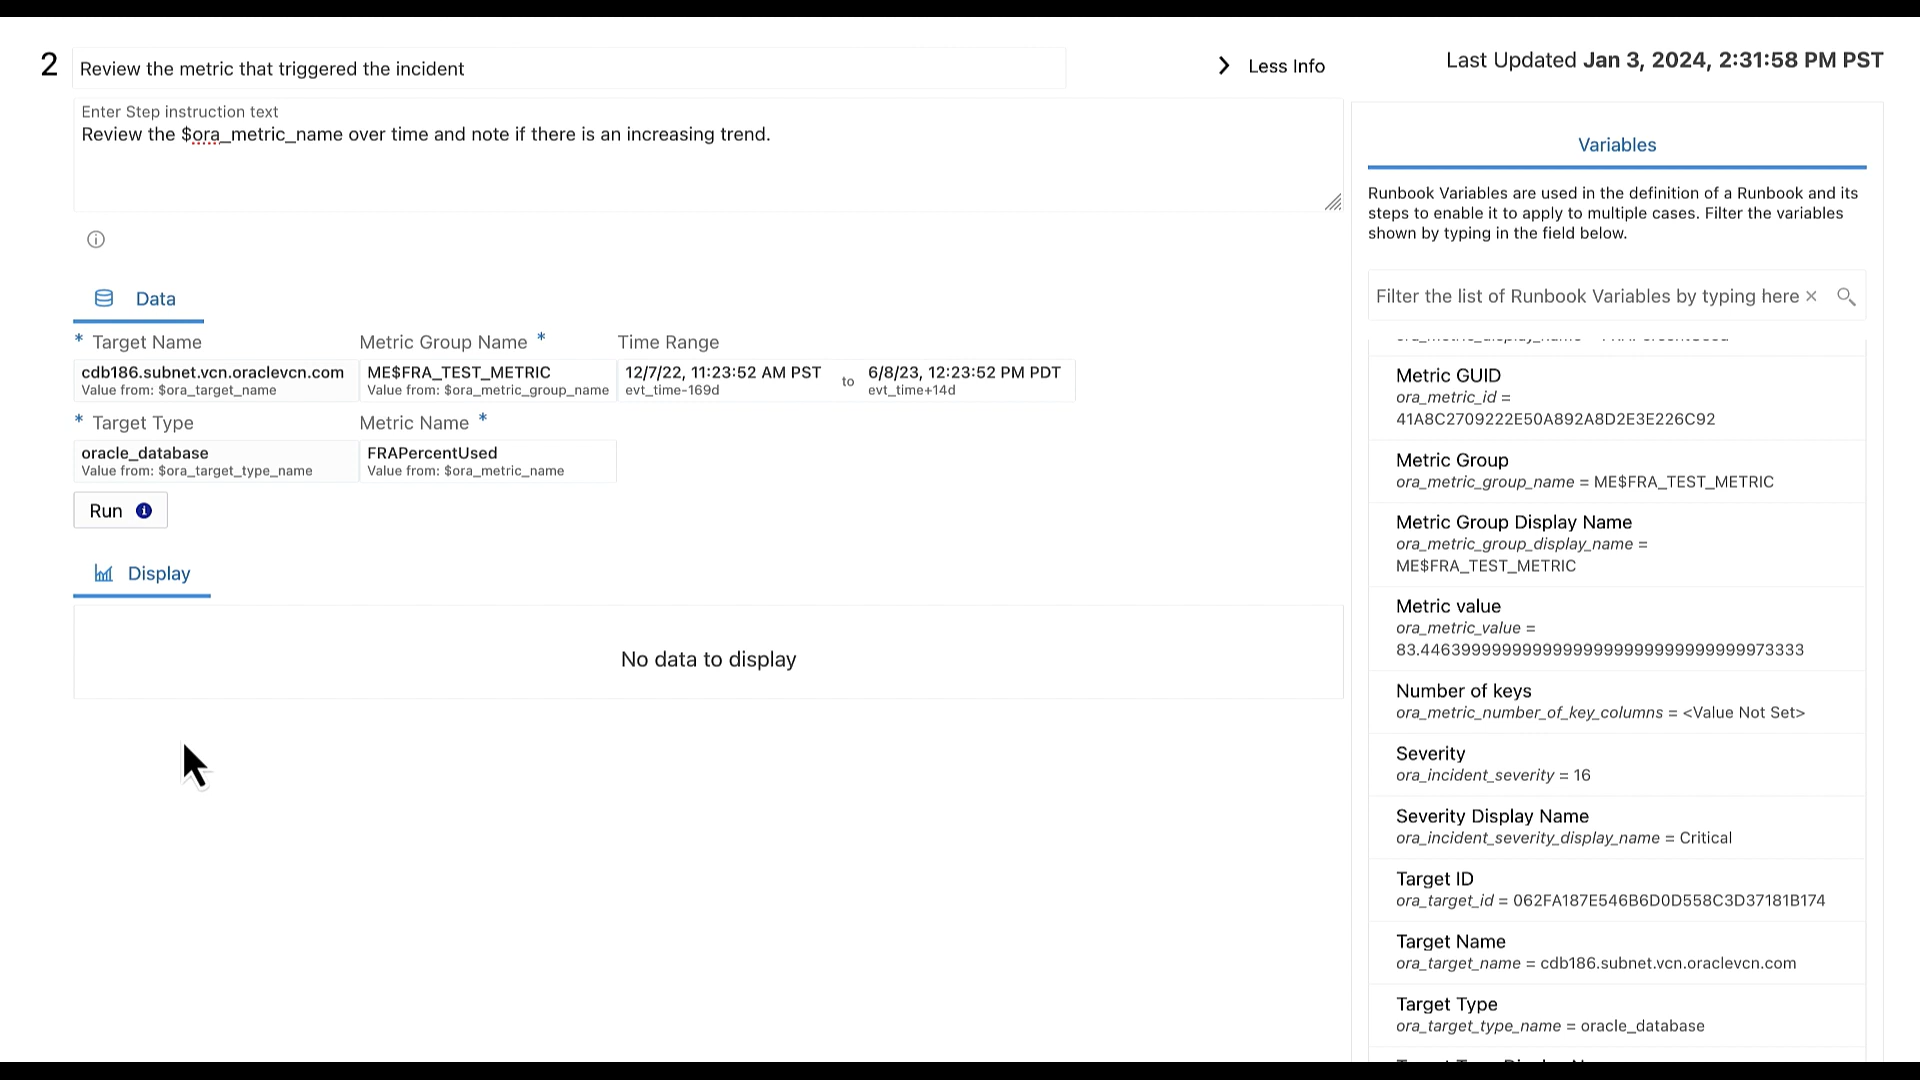 2
Review the metric that triggered the incident
Less Info
Last Updated Jan 3, 2024, 2:31:58 PM PST
Enter Step instruction text
Review the $ora_metric_name over time and note if there is an increasing trend.
Data
* Target Name
cdb186.subnet.vcn.oraclevcn.com
Value from: $ora_target_name
Metric Group Name *
ME$FRA_TEST_METRIC
Value from: $ora_metric_group_name
Time Range
12/7/22, 11:23:52 AM PST
evt_time-169d
to
6/8/23, 12:23:52 PM PDT
evt_time+14d
* Target Type
oracle_database
Value from: $ora_target_type_name
Metric Name *
FRAPercentUsed
Value from: $ora_metric_name
Run
Display
No data to display
Variables
Runbook Variables are used in the definition of a Runbook and its
steps to enable it to apply to multiple cases. Filter the variables
shown by typing in the field below.
Filter the list of Runbook Variables by typing here
Metric GUID
ora_metric_id =
41A8C2709222E50A892A8D2E3E226C92
Metric Group
ora_metric_group_name = ME$FRA_TEST_METRIC
Metric Group Display Name
ora_metric_group_display_name =
ME$FRA_TEST_METRIC
Metric value
ora_metric_value =
Number of keys
ora_metric_number_of_key_columns = <Value Not Set>
Severity
ora_incident_severity = 16
Severity Display Name
ora_incident_severity_display_name = Critical
Target ID
ora_target_id = 062FA187E546B6D0D558C3D37181B174
Target Name
ora_target_name = cdb186.subnet.vcn.oraclevcn.com
Target Type
ora_target_type_name = oracle_database